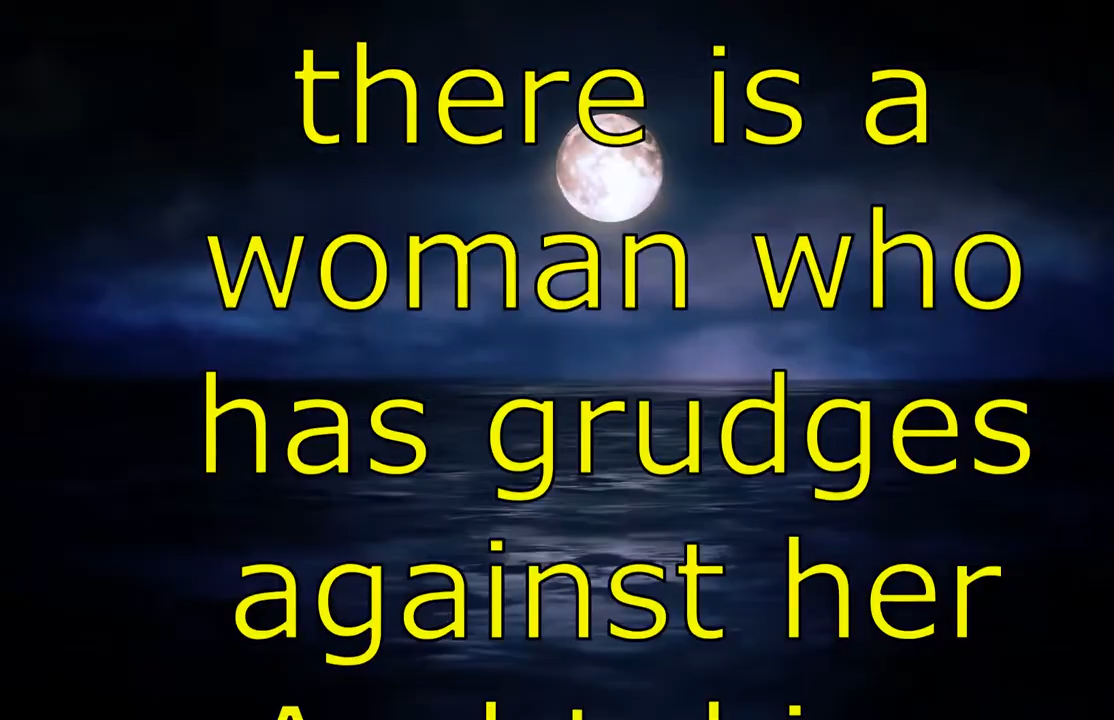 there is a
woman who
has grudges
against her